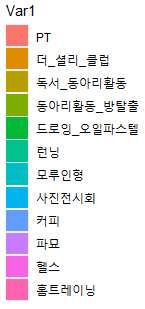 Var1
PT
더_셜리_클럽
독서_동아리활동
동아리활동_방탈출
드로잉_오일파스텔
런닝
모루인형
사진전시회
커피
파묘
헬스
홈트레이닝